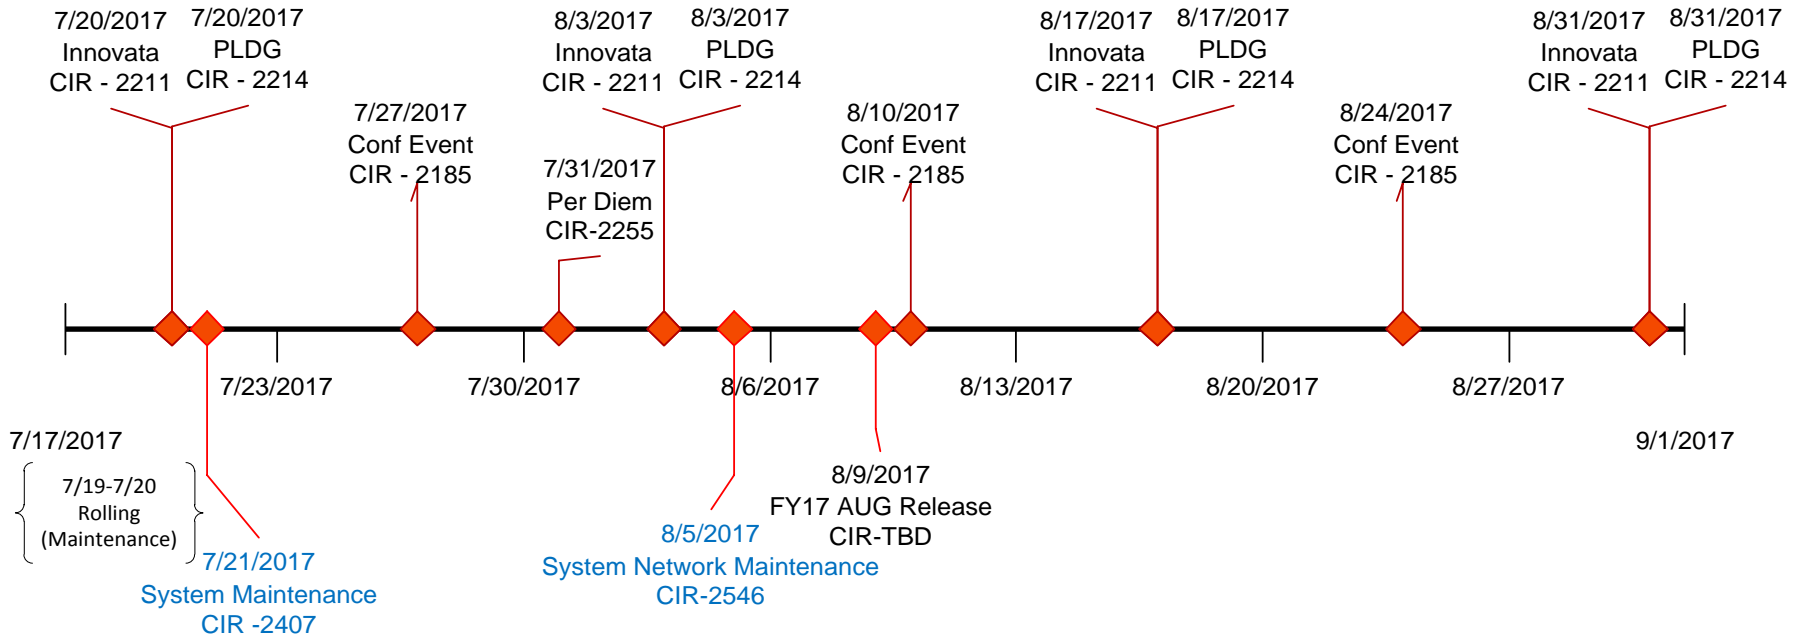 7/20/2017
Innovata
CIR - 2211
7/20/2017
PLDG
CIR - 2214
7/27/2017
Conf Event
CIR - 2185
7/31/2017
Per Diem
CIR-2255
8/3/2017
Innovata
CIR - 2211
8/3/2017
PLDG
CIR - 2214
8/10/2017
Conf Event
CIR - 2185
8/17/2017
Innovata
CIR - 2211
8/17/2017
PLDG
CIR - 2214
8/24/2017
Conf Event
CIR - 2185
8/31/2017
Innovata
CIR - 2211
8/31/2017
PLDG
CIR - 2214
7/23/2017
7/30/2017
8/6/2017
8/13/2017
8/20/2017
8/27/2017
7/17/2017
9/1/2017
7/19-7/20
Rolling
(Maintenance)
7/21/2017
System Maintenance
CIR -2407
8/5/2017
System Network Maintenance
CIR-2546
8/9/2017
FY17 AUG Release
CIR-TBD